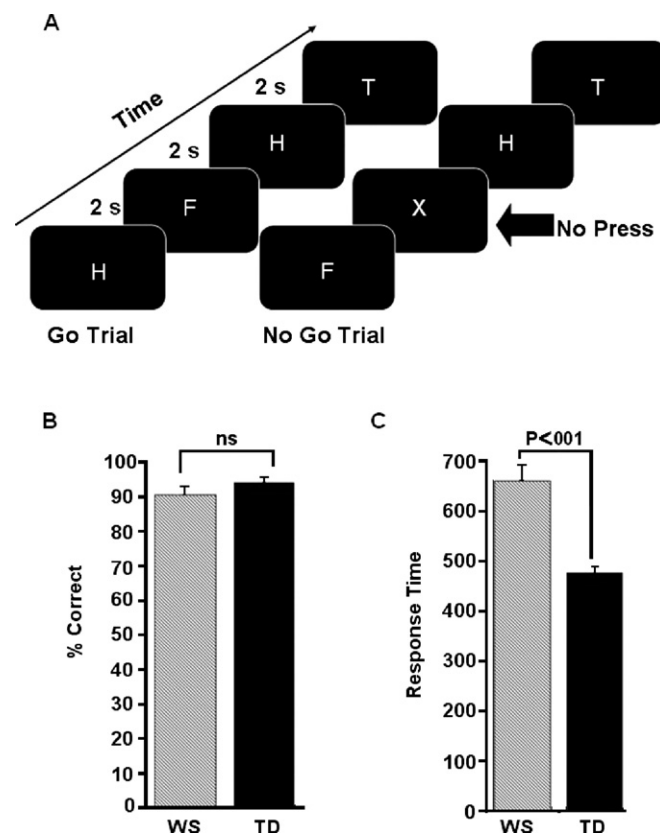 A
Time
2 s
T
T
2 s
H
H
2 s
F
X
No Press
H
F
Go Trial
No Go Trial
B
ns
100
90
80
70
60
50
40
30
20
10
0
% Correct
WS
TD
C
P<001
700
600
500
400
300
200
100
0
Response Time
WS
TD